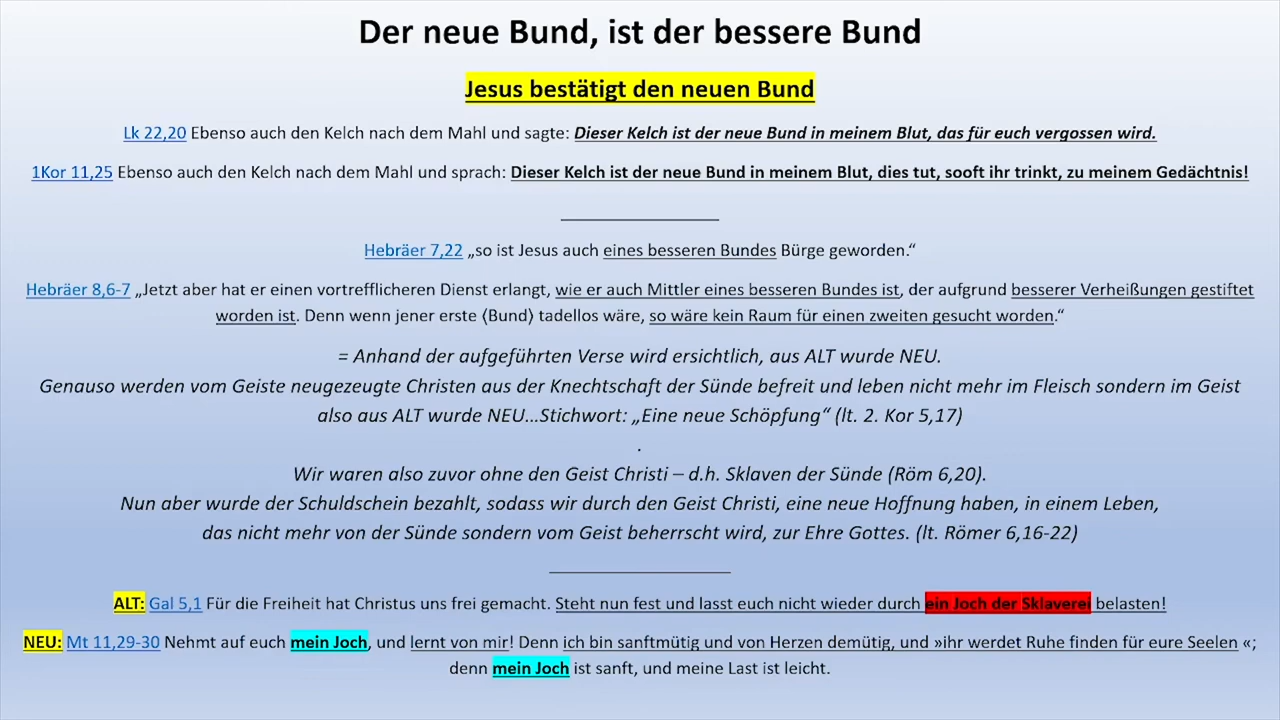 Der neue Bund, ist der bessere Bund
Jesus bestätigt den neuen Bund
Lk 22,20 Ebenso auch den Kelch nach dem Mahl und sagte: Dieser Kelch ist der neue Bund in meinem Blut, das für euch vergossen wird.
1Kor 11,25 Ebenso auch den Kelch nach dem Mahl und sprach: Dieser Kelch ist der neue Bund in meinem Blut, dies tut, sooft ihr trinkt, zu meinem Gedächtnis!
Hebräer 7,22 „so ist Jesus auch eines besseren Bundes Bürge geworden.“
Hebräer 8,6-7 „Jetzt aber hat er einen vortrefflicheren Dienst erlangt, wie er auch Mittler eines besseren Bundes ist, der aufgrund besserer Verheißungen gestiftet
worden ist. Denn wenn jener erste ⟨Bund⟩ tadellos wäre, so wäre kein Raum für einen zweiten gesucht worden.“
= Anhand der aufgeführten Verse wird ersichtlich, aus ALT wurde NEU.
Genauso werden vom Geiste neugezeugte Christen aus der Knechtschaft der Sünde befreit und leben nicht mehr im Fleisch sondern im Geist
also aus ALT wurde NEU...Stichwort: „Eine neue Schöpfung“ (lt. 2. Kor 5,17)
.
Wir waren also zuvor ohne den Geist Christi – d.h. Sklaven der Sünde (Röm 6,20).
Nun aber wurde der Schuldschein bezahlt, sodass wir durch den Geist Christi, eine neue Hoffnung haben, in einem Leben,
das nicht mehr von der Sünde sondern vom Geist beherrscht wird, zur Ehre Gottes. (lt. Römer 6,16-22)
ALT: Gal 5,1 Für die Freiheit hat Christus uns frei gemacht. Steht nun fest und lasst euch nicht wieder durch ein Joch der Sklaverei belasten!
NEU: Mt 11,29-30 Nehmt auf euch mein Joch, und lernt von mir! Denn ich bin sanftmütig und von Herzen demütig, und »ihr werdet Ruhe finden für eure Seelen «;
denn mein Joch ist sanft, und meine Last ist leicht.